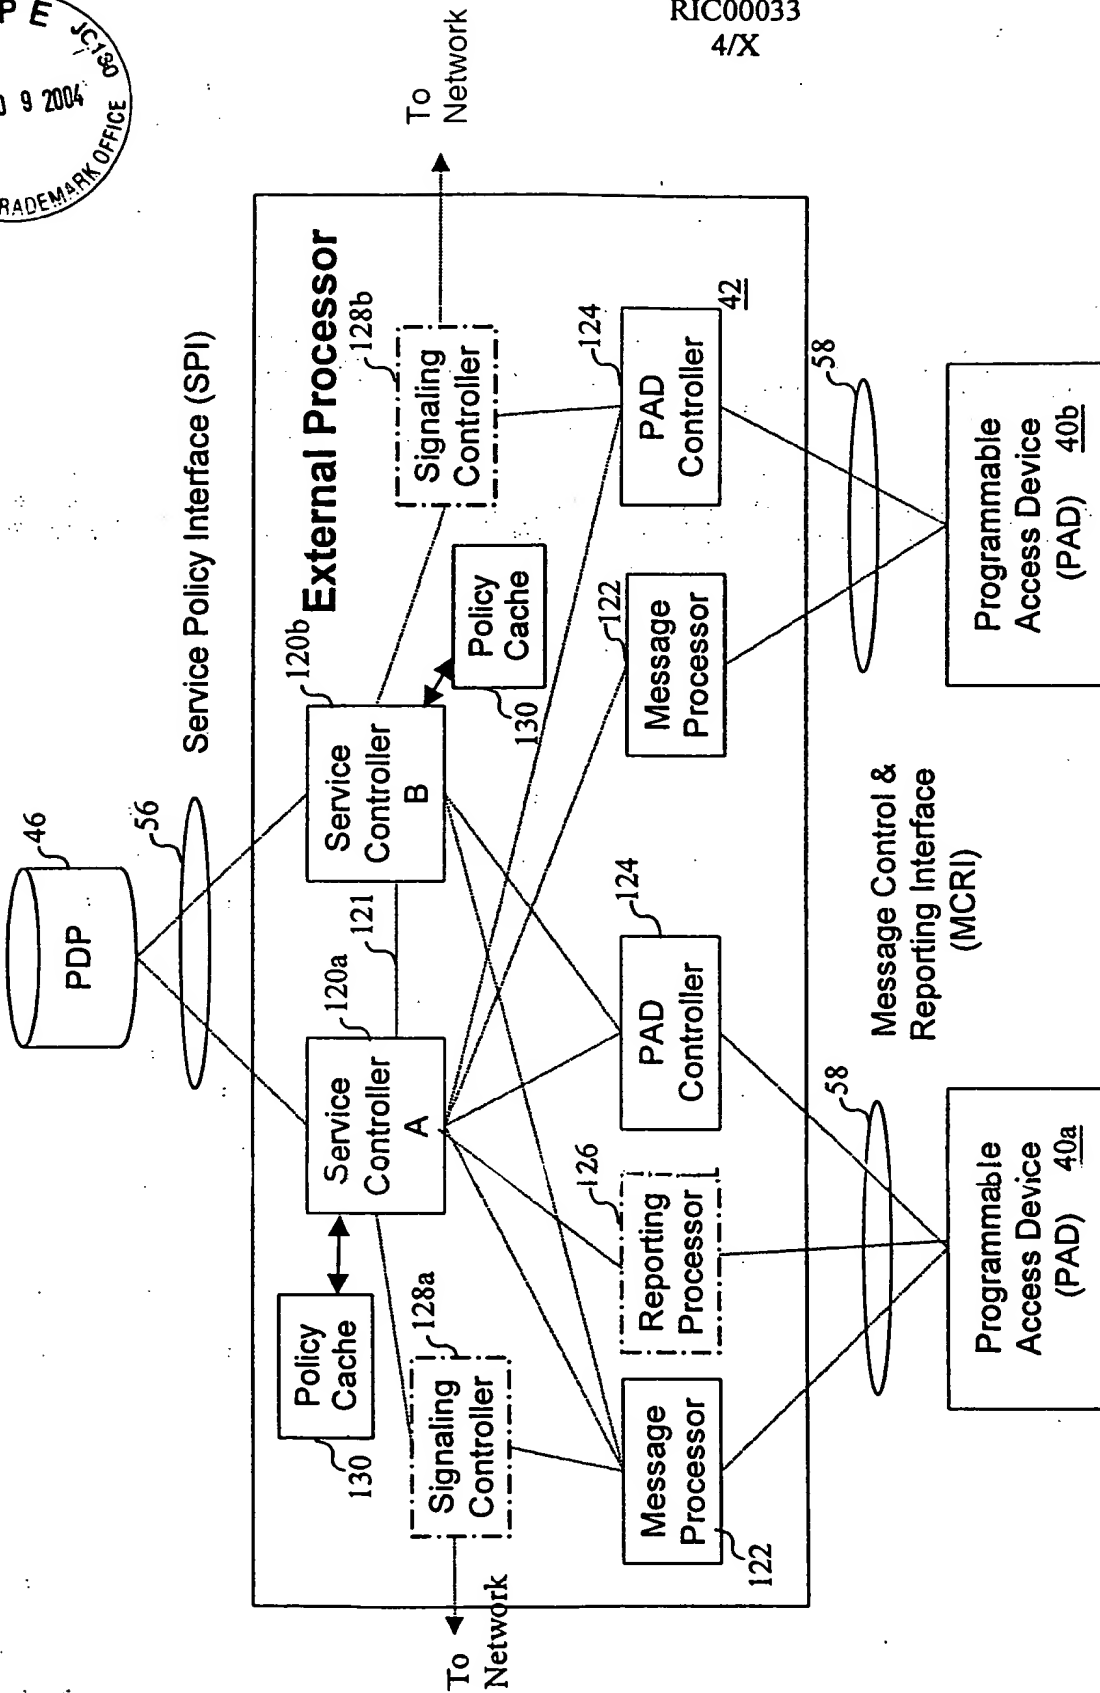 P E
JC130
9 2004
RADEMARK OFFICE
RIC00033
4/X
PDP
46
56
Service Policy Interface (SPI)
External Processor
Service
Controller
A
120a
121
Service
Controller
B
120b
Policy
Cache
130
Policy
Cache
130
Signaling
Controller
128a
Signaling
Controller
128b
To
Network
To
Network
Message
Processor
122
Reporting
Processor
126
PAD
Controller
124
Message
Processor
122
PAD
Controller
124
42
58
58
Message Control &
Reporting Interface
(MCRI)
Programmable
Access Device
(PAD) 40a
Programmable
Access Device
(PAD) 40b